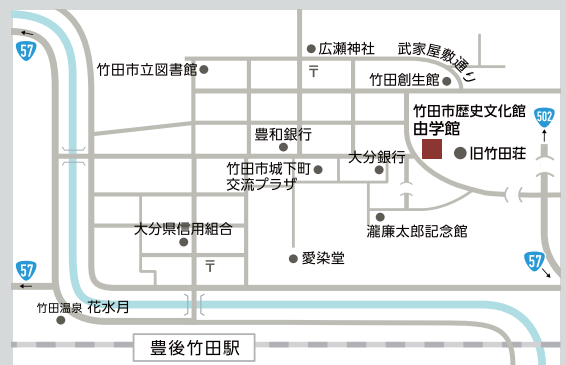 57
広瀬神社
武家屋敷通り
竹田市立図書館
〒
竹田創生館
竹田市歴史文化館
由学館
502
豊和銀行
大分銀行
旧竹田荘
竹田市城下町
交流プラザ
大分県信用組合
瀧廉太郎記念館
愛染堂
〒
57
57
竹田温泉 花水月
豊後竹田駅